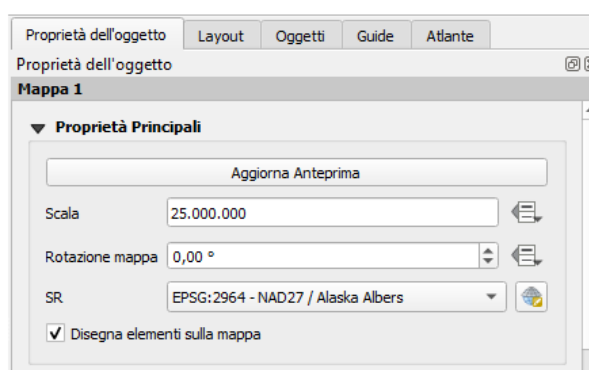 Proprietà dell'oggetto Layout Oggetti Guide Atlante
Proprietà dell'oggetto
Mappa 1
Proprietà Principali
Aggiorna Anteprima
Scala 25.000.000
Rotazione mappa 0,00 °
SR EPSG:2964 - NAD27 / Alaska Albers
Disegna elementi sulla mappa